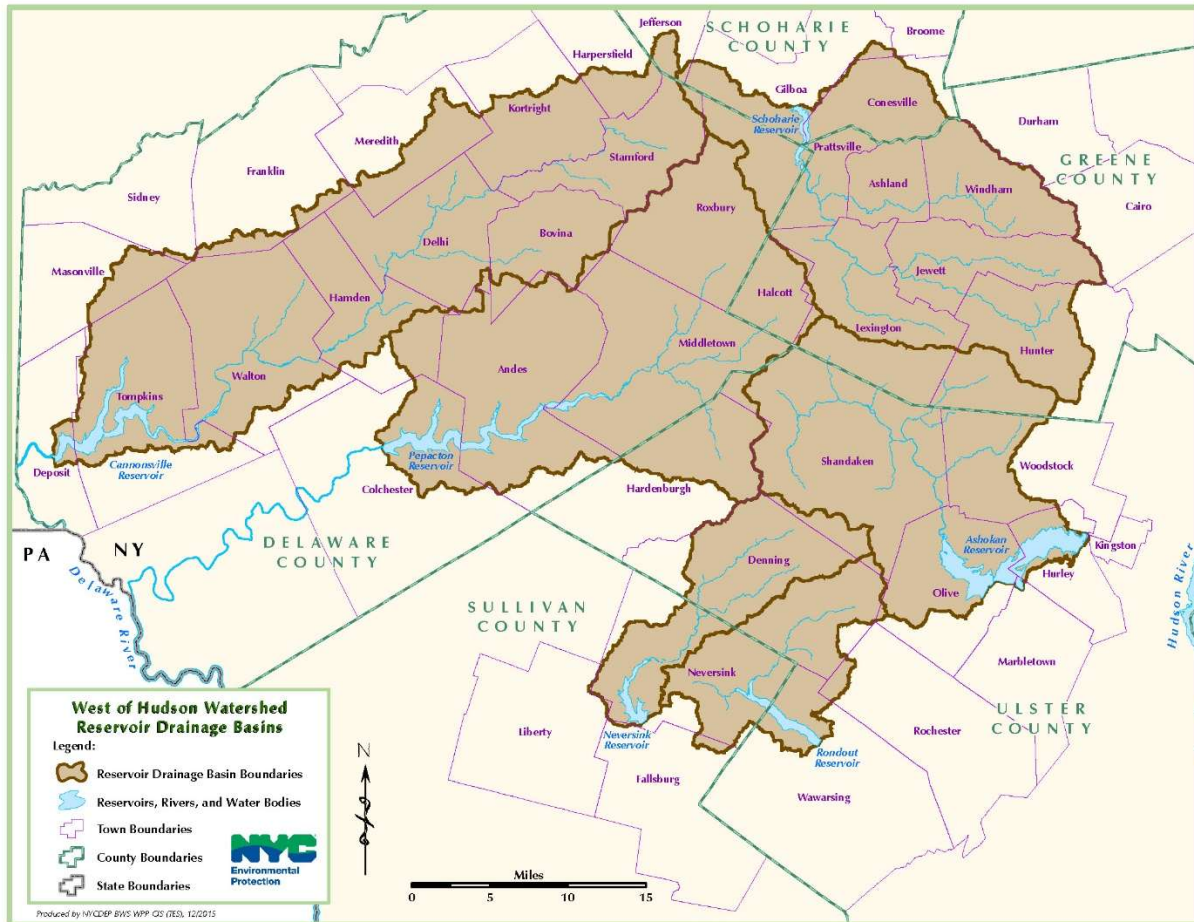 Jefferson
SCHOHARIE
COUNTY
Broome
Harpersfield
Gilboa
Conesville
Kortright
Schoharie
Reservoir
Durham
Meredith
Prattsville
Stamford
GREENE
COUNTY
Franklin
Ashland
Windham
Sidney
Cairo
Roxbury
Bovina
Delhi
Masonville
Jewett
Hamden
Halcott
Lexington
Middletown
Hunter
Andes
Walton
Tompkins
Pepacton
Reservoir
Shandaken
Woodstock
Deposit
Cannonsville
Reservoir
Colchester
Hardenburgh
PA
NY
DELAWARE
COUNTY
Ashokan
Reservoir
Kingston
Hurley
Denning
Olive
Delaware River
Hudson River
SULLIVAN
COUNTY
Marbletown
Neversink
ULSTER
COUNTY
Liberty
Neversink
Reservoir
Rondout
Reservoir
Rochester
Fallsburg
Wawarsing
West of Hudson Watershed
Reservoir Drainage Basins
Legend:
Reservoir Drainage Basin Boundaries
Reservoirs, Rivers, and Water Bodies
Town Boundaries
County Boundaries
State Boundaries
NYC
Environmental
Protection
N
Miles
0 5 10 15
Produced by NYCDEP BWS WPP GIS (TES), 12/2015